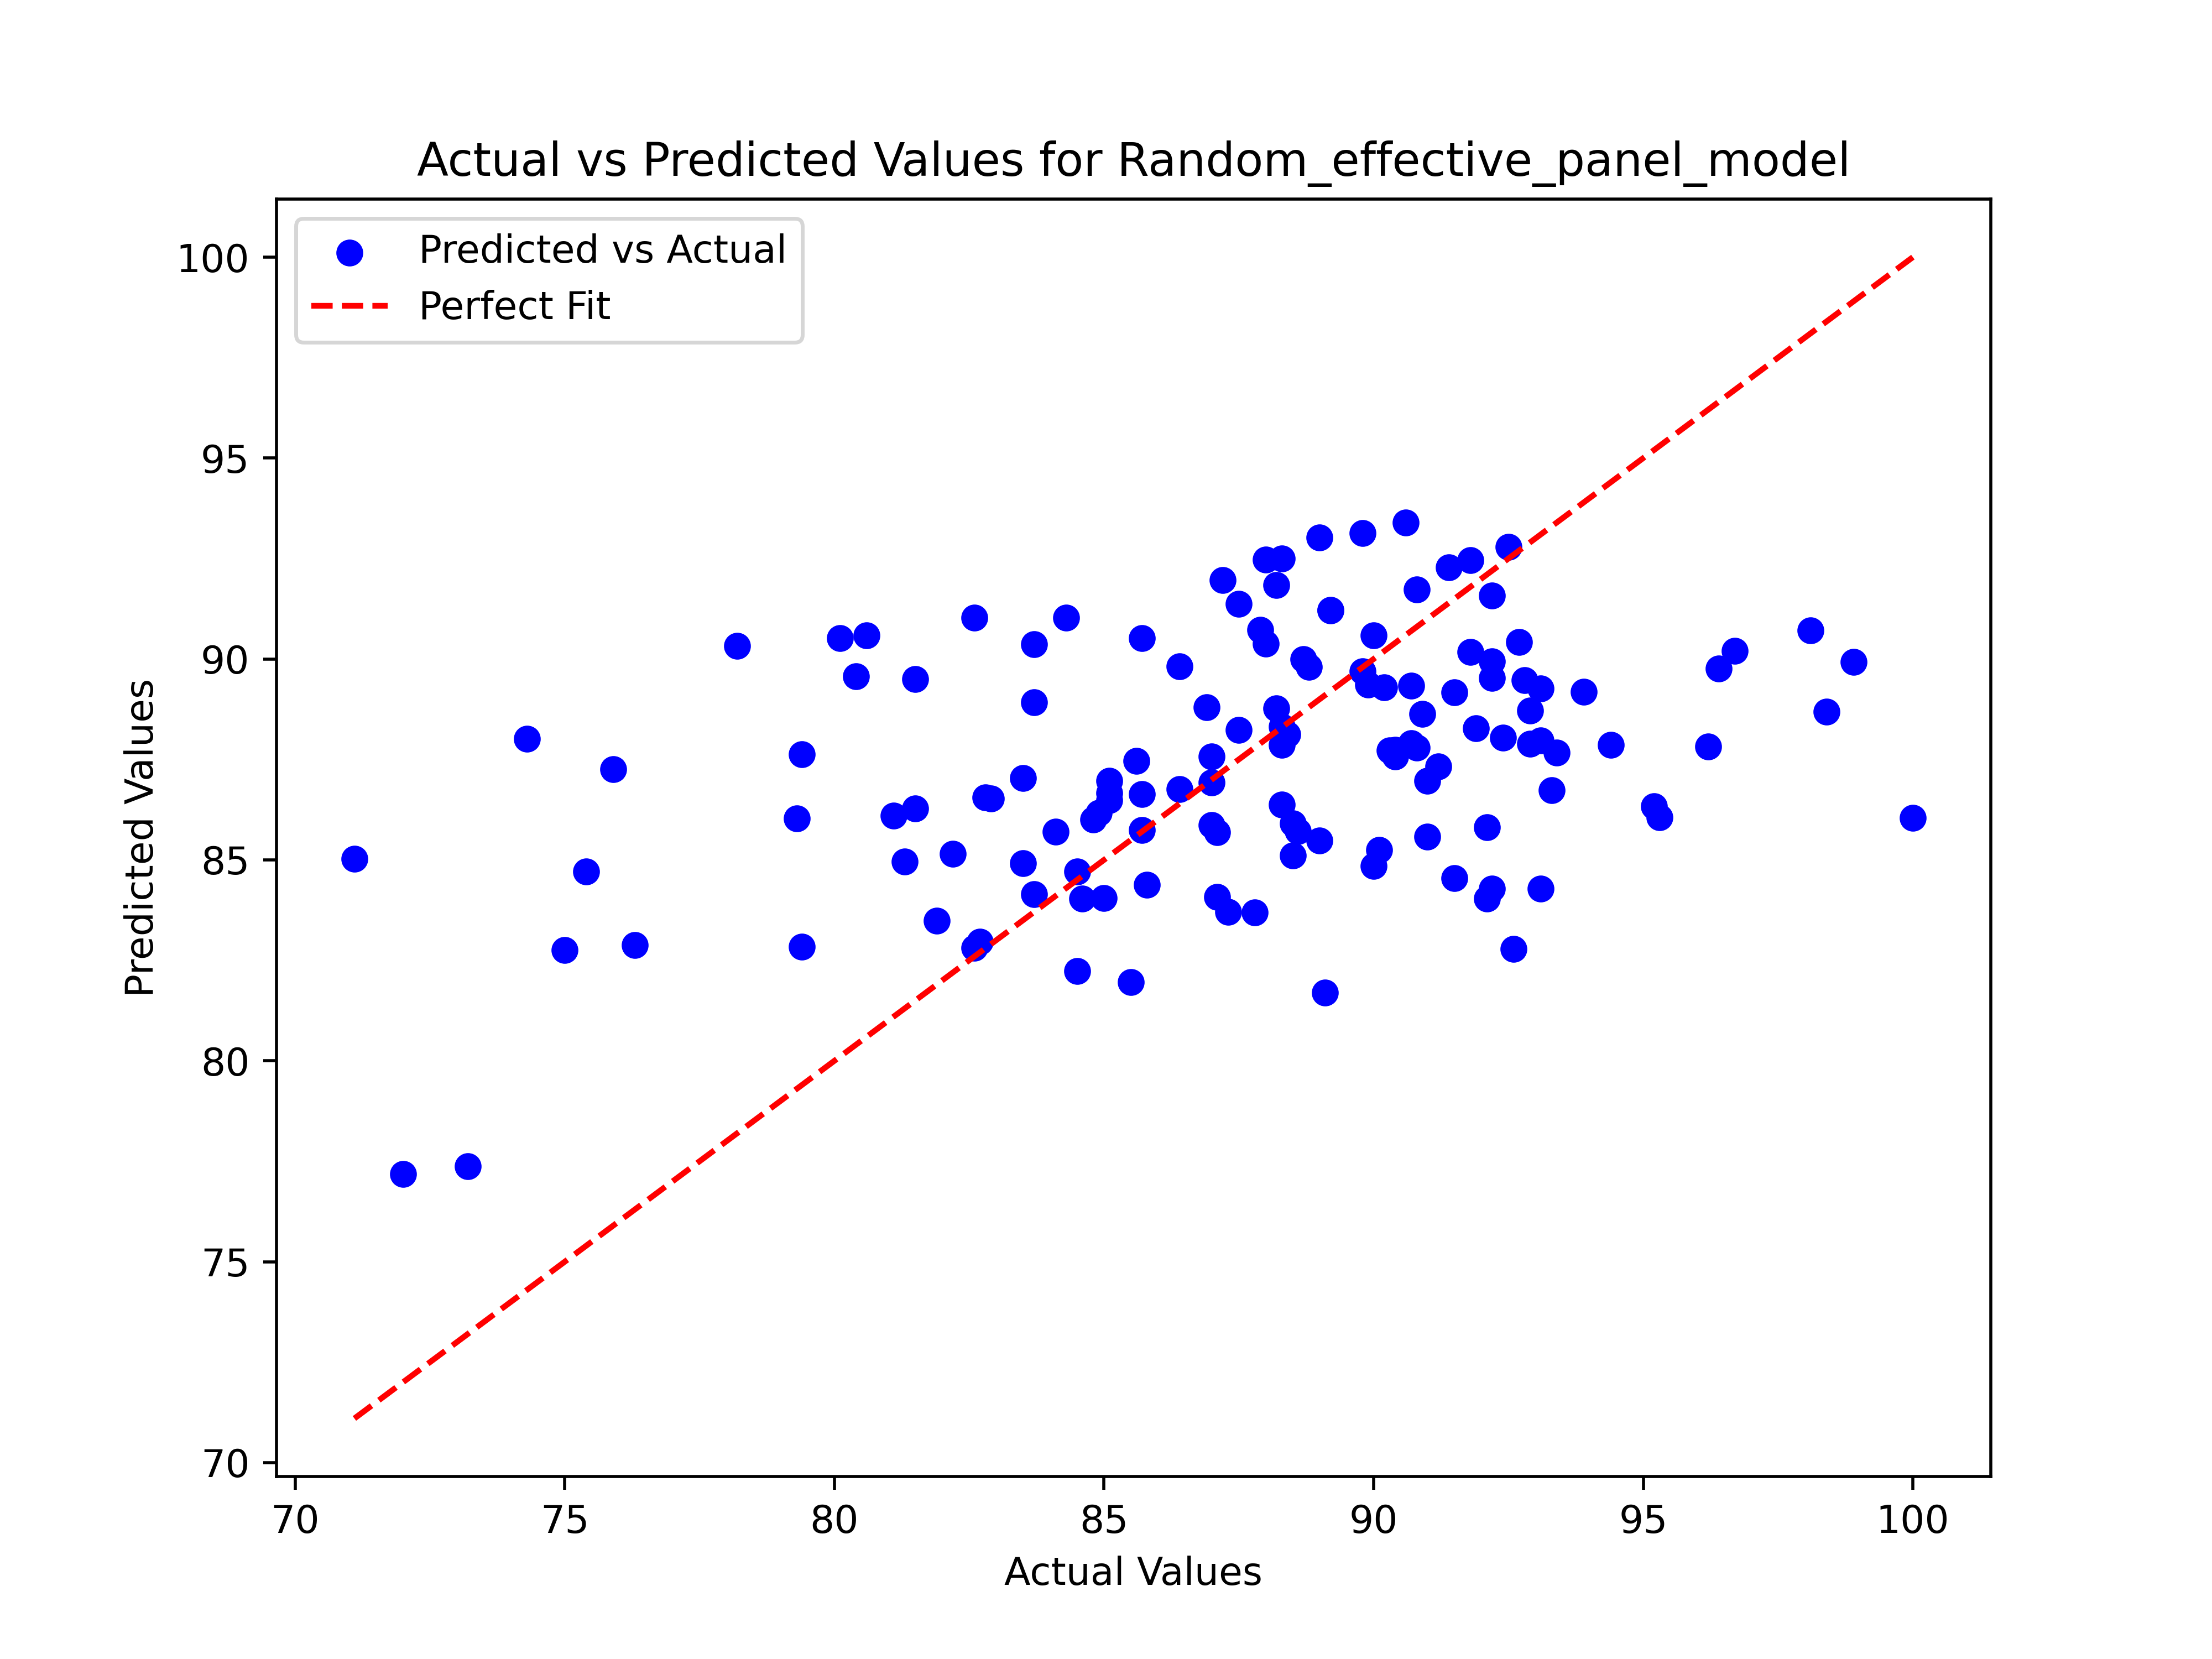 Actual vs Predicted Values for Random_effective_panel_model
Predicted vs Actual
Perfect Fit
100
95
90
85
80
75
70
Predicted Values
70 75 80 85 90 95 100
Actual Values